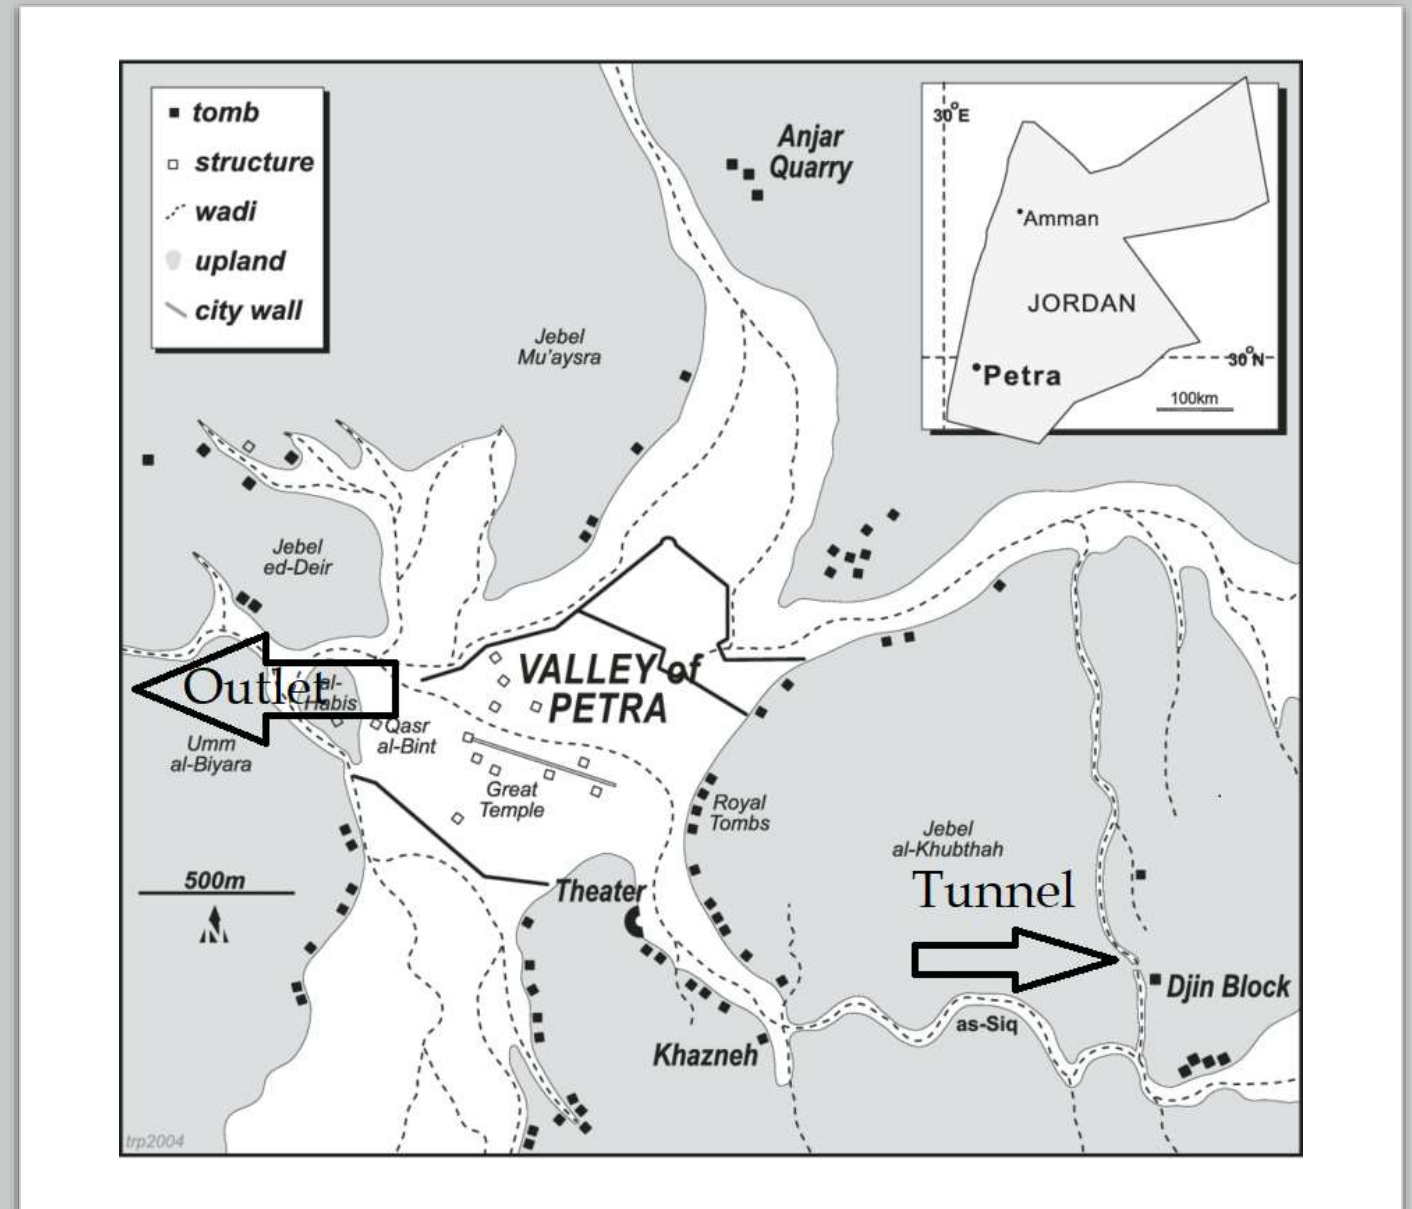 tomb
structure
wadi
upland
city wall
Anjar
Quarry
30°E
Amman
JORDAN
Petra
30°N
100km
Jebel
Mu'aysra
Jebel
ed-Deir
VALLEY of
PETRA
Outlet
al-
Habis
Qasr
al-Bint
Umm
al-Biyara
Great
Temple
Royal
Tombs
Jebel
al-Khubthah
500m
N
Theater
Tunnel
Djin Block
as-Siq
Khazneh
trp2004